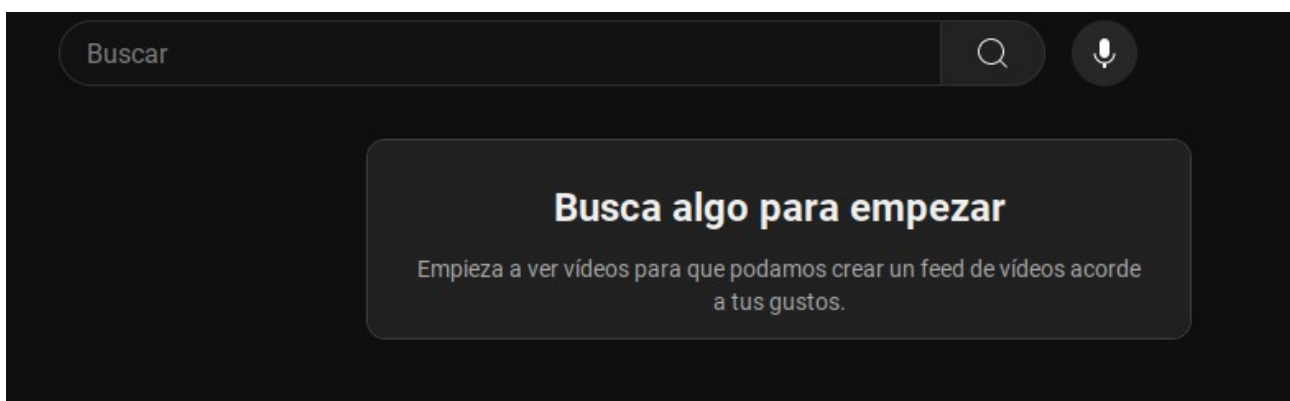 Buscar
Busca algo para empezar
Empieza a ver vídeos para que podamos crear un feed de vídeos acorde
a tus gustos.